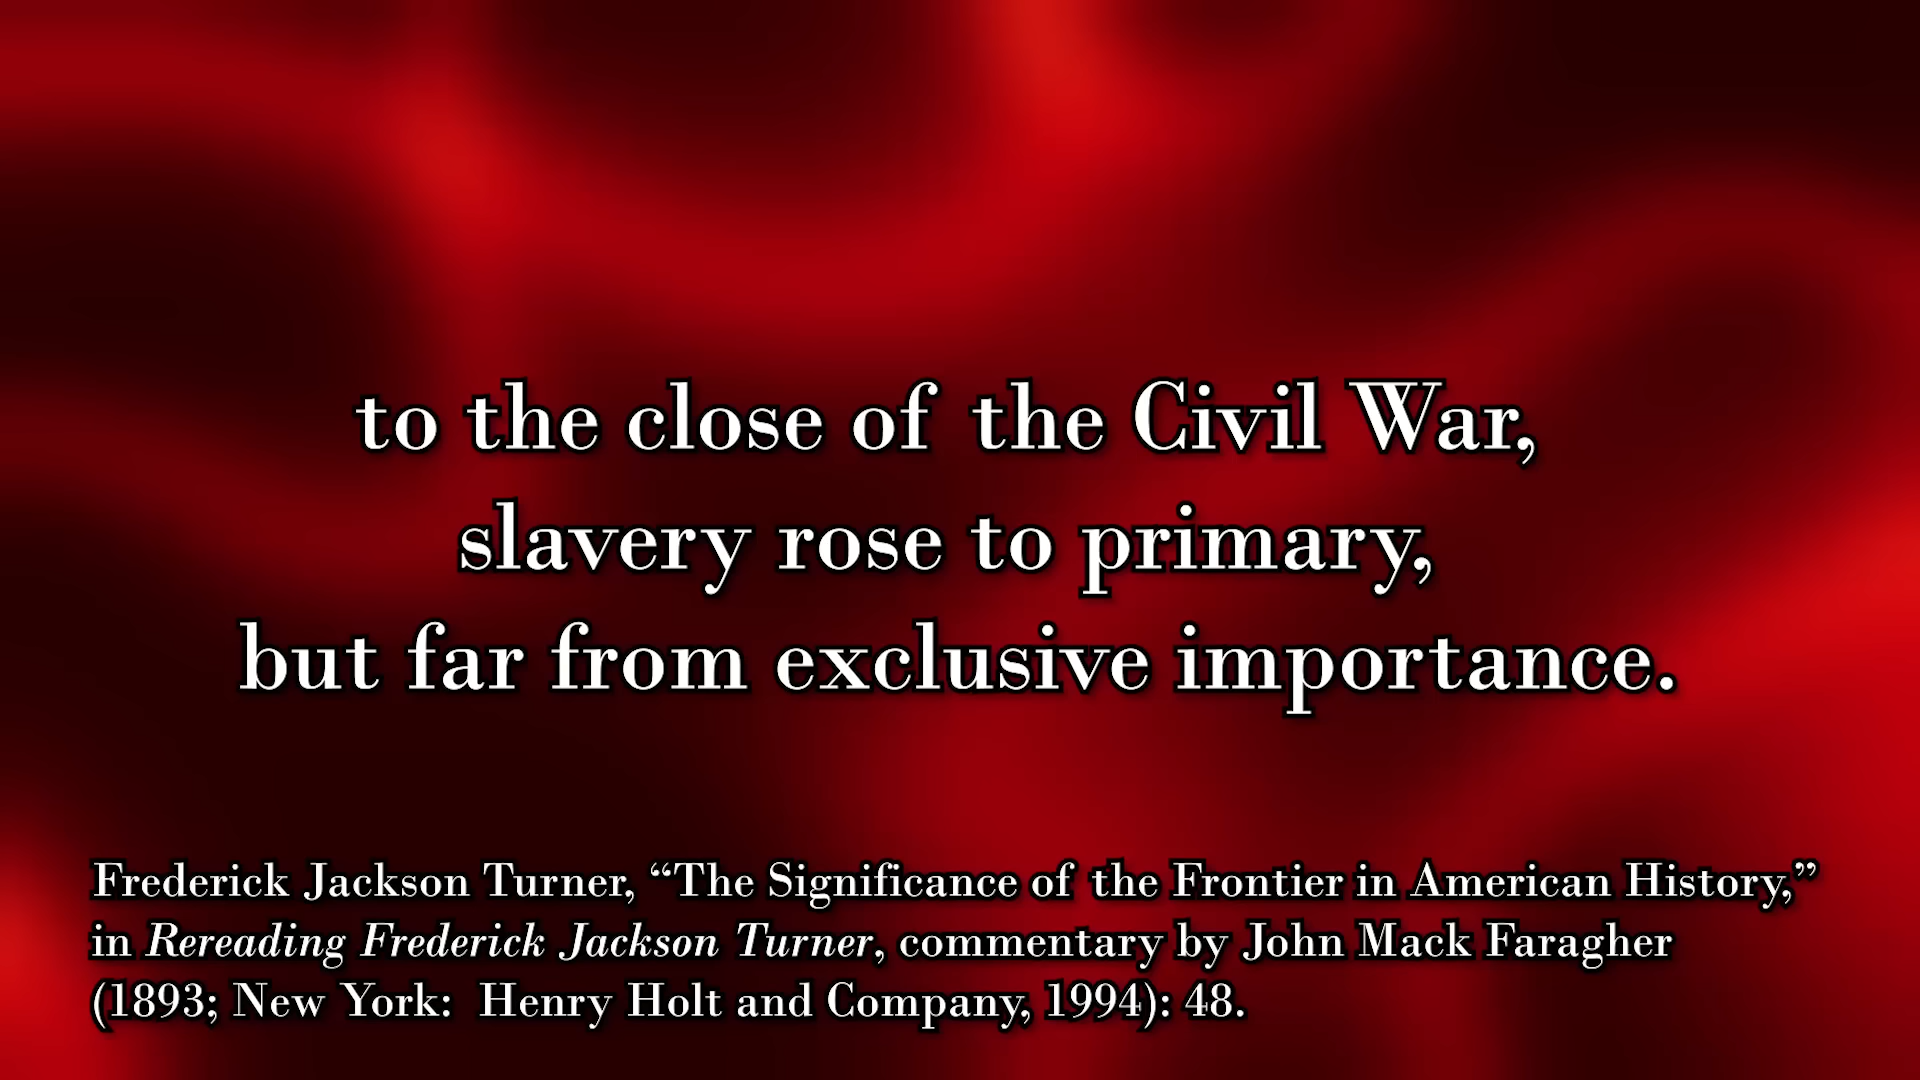 to the close of the Civil War,
slavery rose to primary,
but far from exclusive importance.
Frederick Jackson Turner, “The Significance of the Frontier in American History,”
in Rereading Frederick Jackson Turner, commentary by John Mack Faragher
(1893; New York: Henry Holt and Company, 1994): 48.